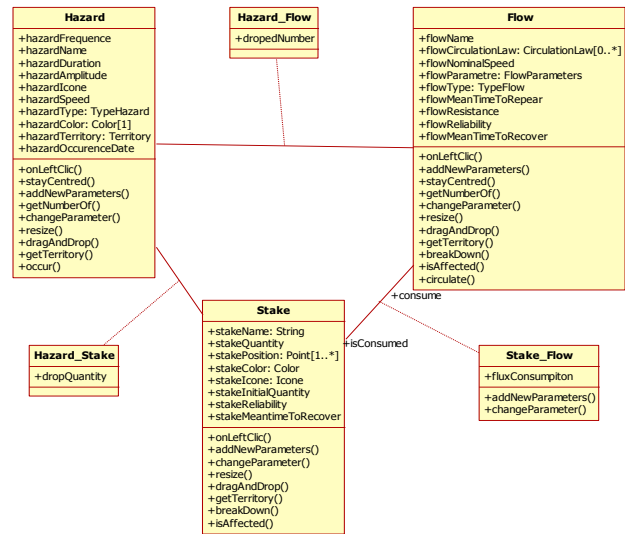 Hazard
+hazardFrequence
+hazardName
+hazardDuration
+hazardAmplitude
+hazardIcone
+hazardSpeed
+hazardType: TypeHazard
+hazardColor: Color[1]
+hazardTerritory: Territory
+hazardOccurenceDate
+onLeftClic()
+stayCentred()
+addNewParameters()
+getNumberOf()
+changeParameter()
+resize()
+dragAndDrop()
+getTerritory()
+occur()
Hazard_Flow
+dropedNumber
Flow
+flowName
+flowCirculationLaw: CirculationLaw[0..*]
+flowNominalSpeed
+flowParametre: FlowParameters
+flowType: TypeFlow
+flowMeanTimeToRepear
+flowResistance
+flowReliability
+flowMeanTimeToRecover
+onLeftClic()
+addNewParameters()
+stayCentred()
+getNumberOf()
+changeParameter()
+resize()
+dragAndDrop()
+getTerritory()
+breakDown()
+isAffected()
+circulate()
+consume
+isConsumed
Hazard_Stake
+dropQuantity
Stake
+stakeName: String
+stakeQuantity
+stakePosition: Point[1..*]
+stakeColor: Color
+stakeIcone: Icone
+stakeInitialQuantity
+stakeReliability
+stakeMeantimeToRecover
+onLeftClic()
+addNewParameters()
+changeParameter()
+resize()
+dragAndDrop()
+getTerritory()
+breakDown()
+isAffected()
Stake_Flow
+fluxConsumpiton
+addNewParameters()
+changeParameter()